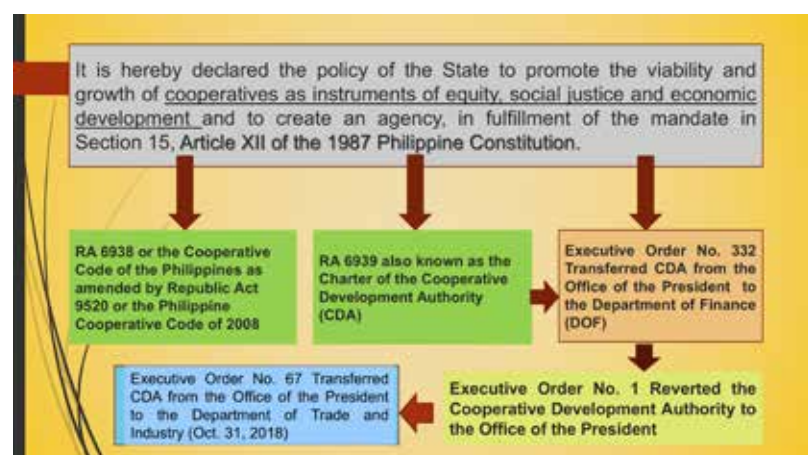 It is hereby declared the policy of the State to promote the viability and
growth of cooperatives as instruments of equity, social justice and economic
development and to create an agency, in fulfillment of the mandate in
Section 15, Article XII of the 1987 Philippine Constitution.
RA 6938 or the Cooperative
Code of the Philippines as
amended by Republic Act
9520 or the Philippine
Cooperative Code of 2008
RA 6939 also known as the
Charter of the Cooperative
Development Authority
(CDA)
Executive Order No. 332
Transferred CDA from the
Office of the President to
the Department of Finance
(DOF)
Executive Order No. 67 Transferred
CDA from the Office of the President
to the Department of Trade and
Industry (Oct. 31, 2018)
Executive Order No. 1 Reverted the
Cooperative Development Authority to
the Office of the President